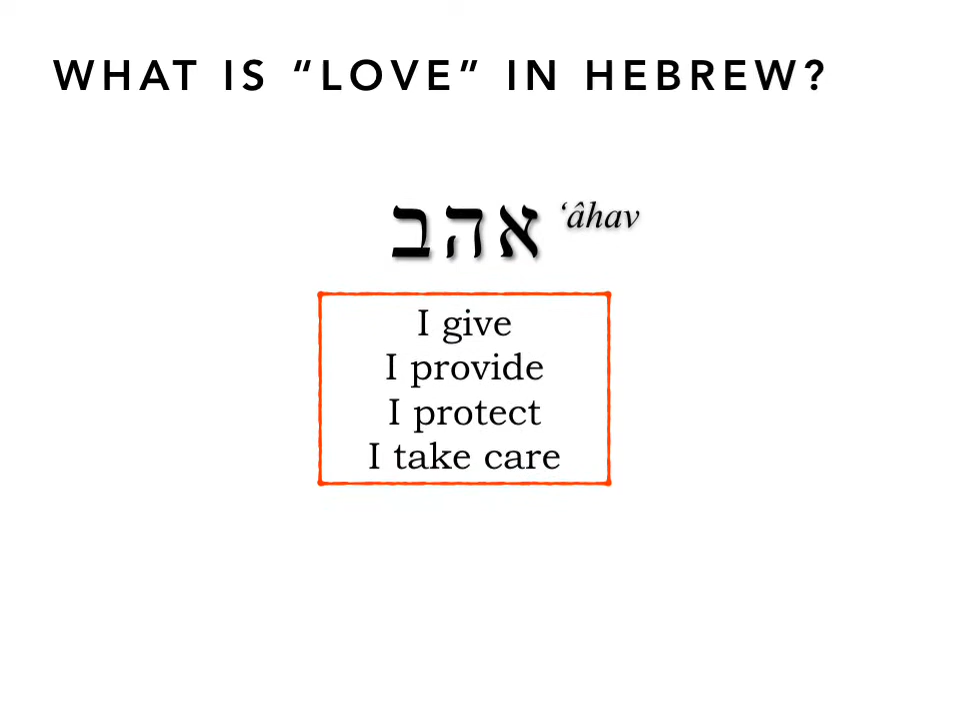 WHAT IS “LOVE” IN HEBREW?
אהב ‘âhav
I give
I provide
I protect
I take care